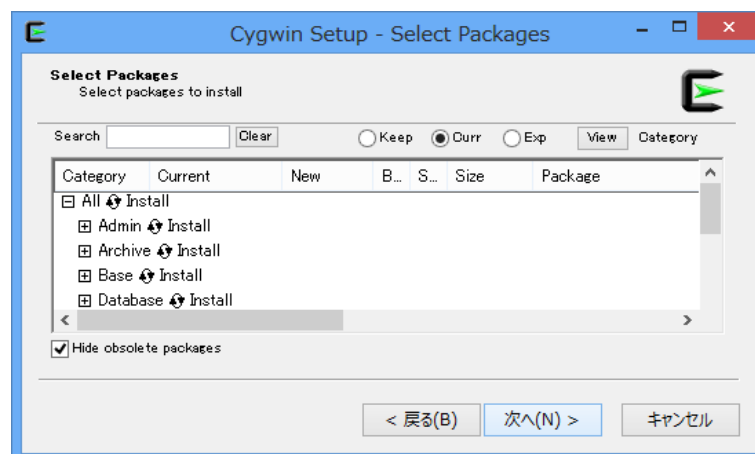 Cygwin Setup - Select Packages
Select Packages
Select packages to install
Search Clear Keep Curr Exp View Category
Category Current New B... S... Size Package
All Install
Admin Install
Archive Install
Base Install
Database Install
Hide obsolete packages
< 戻る(B) 次へ(N) > キャンセル